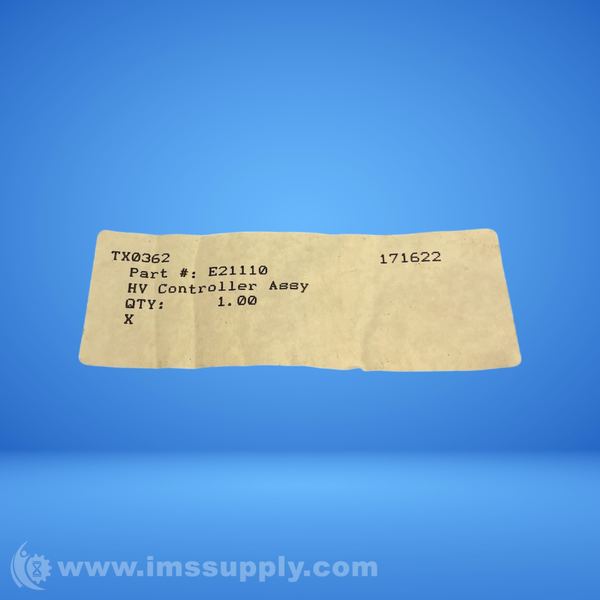 TX0362 171622
Part #: E21110
HV Controller Assy
QTY: 1.00
X
www.imssupply.com